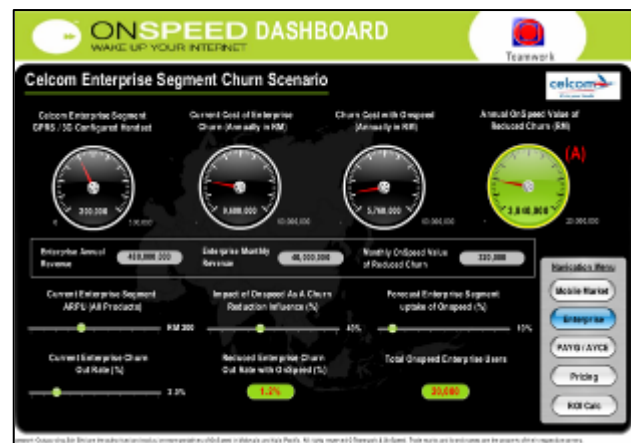 ONSPEED DASHBOARD
WAKE UP YOUR INTERNET
Teamwork
Celcom Enterprise Segment Churn Scenario
celcom
Celcom Enterprise Segment
GPRS / 3G Configured Handset
Current Cost of Enterprise
Churn (Annually in RM)
Churn Cost with Onspeed
(Annually in RM)
Annual OnSpeed Value of
Reduced Churn (RM)
(A)
200,000
9,600,000
5,760,000
3,840,000
Enterprise Annual
Revenue
480,000,000
Enterprise Monthly
Revenue
40,000,000
Monthly OnSpeed Value
of Reduced Churn
320,000
Navigation Menu
Mobile Market
Enterprise
PAYG / AYCE
Pricing
ROI Calc
Current Enterprise Segment
ARPU (All Products)
RM 200
Impact of Onspeed As A Churn
Reduction Influence (%)
40%
Forecast Enterprise Segment
uptake of Onspeed (%)
10%
Current Enterprise Churn
Out Rate (%)
2.0%
Reduced Enterprise Churn
Out Rate with OnSpeed (%)
1.2%
Total Onspeed Enterprise Users
20,000